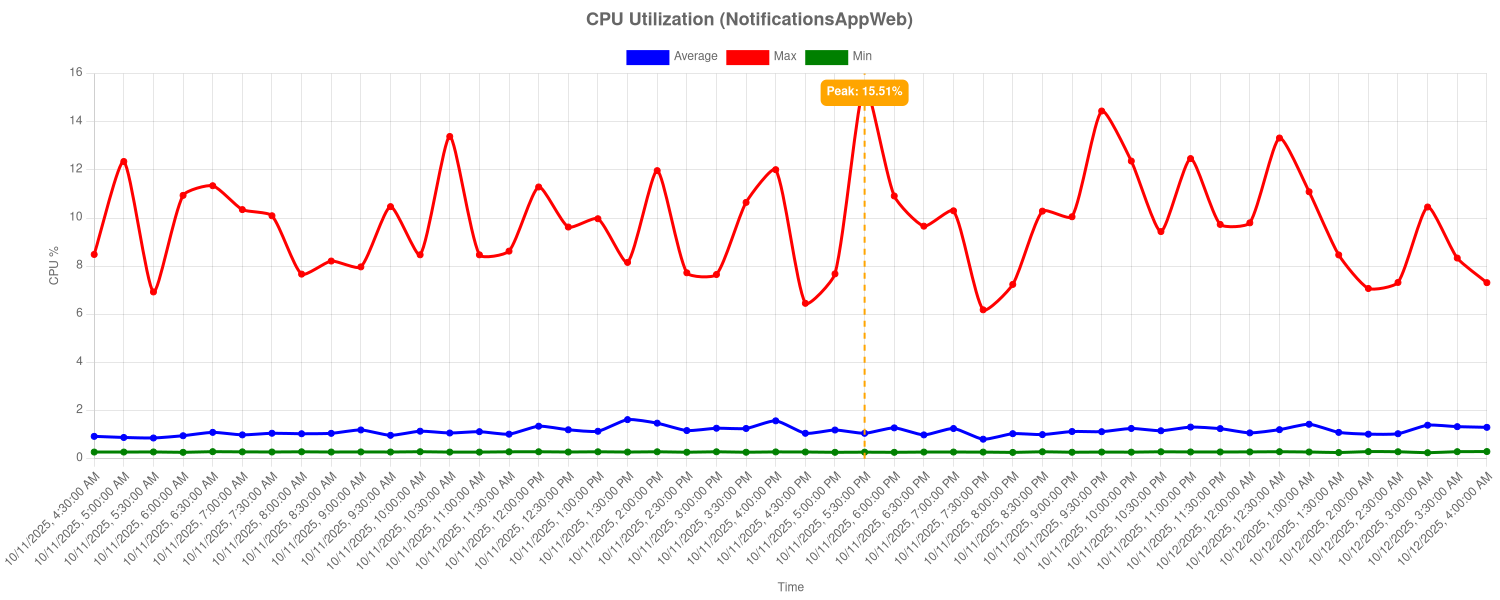 CPU Utilization (NotificationsAppWeb)
Average Max Min
Peak: 15.51%
CPU %
16
14
12
10
8
6
4
2
0
10/11/2025, 4:30:00 AM
10/11/2025, 5:00:00 AM
10/11/2025, 5:30:00 AM
10/11/2025, 6:00:00 AM
10/11/2025, 6:30:00 AM
10/11/2025, 7:00:00 AM
10/11/2025, 7:30:00 AM
10/11/2025, 8:00:00 AM
10/11/2025, 8:30:00 AM
10/11/2025, 9:00:00 AM
10/11/2025, 9:30:00 AM
10/11/2025, 10:00:00 AM
10/11/2025, 10:30:00 AM
10/11/2025, 11:00:00 AM
10/11/2025, 11:30:00 AM
10/11/2025, 12:00:00 PM
10/11/2025, 12:30:00 PM
10/11/2025, 1:00:00 PM
10/11/2025, 1:30:00 PM
10/11/2025, 2:00:00 PM
10/11/2025, 2:30:00 PM
10/11/2025, 3:00:00 PM
10/11/2025, 3:30:00 PM
10/11/2025, 4:00:00 PM
10/11/2025, 4:30:00 PM
10/11/2025, 5:00:00 PM
10/11/2025, 5:30:00 PM
10/11/2025, 6:00:00 PM
10/11/2025, 6:30:00 PM
10/11/2025, 7:00:00 PM
10/11/2025, 7:30:00 PM
10/11/2025, 8:00:00 PM
10/11/2025, 8:30:00 PM
10/11/2025, 9:00:00 PM
10/11/2025, 9:30:00 PM
10/11/2025, 10:00:00 PM
10/11/2025, 10:30:00 PM
10/11/2025, 11:00:00 PM
10/11/2025, 11:30:00 PM
10/12/2025, 12:00:00 AM
10/12/2025, 12:30:00 AM
10/12/2025, 1:00:00 AM
10/12/2025, 1:30:00 AM
10/12/2025, 2:00:00 AM
10/12/2025, 2:30:00 AM
10/12/2025, 3:00:00 AM
10/12/2025, 3:30:00 AM
10/12/2025, 4:00:00 AM
Time